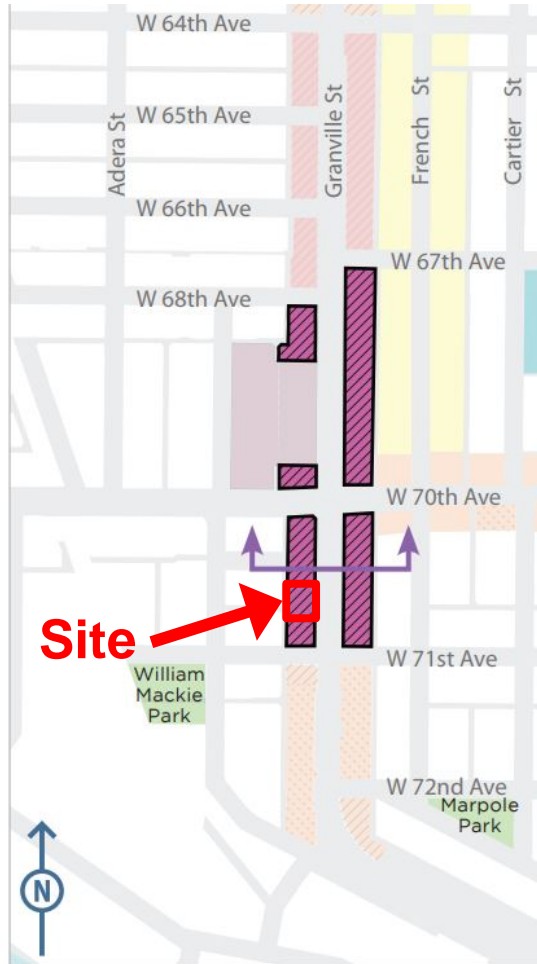 W 64th Ave
W 65th Ave
Adera St
Granville St
French St
Cartier St
W 66th Ave
W 67th Ave
W 68th Ave
W 70th Ave
Site
W 71st Ave
William
Mackie
Park
W 72nd Ave
Marpole
Park
N